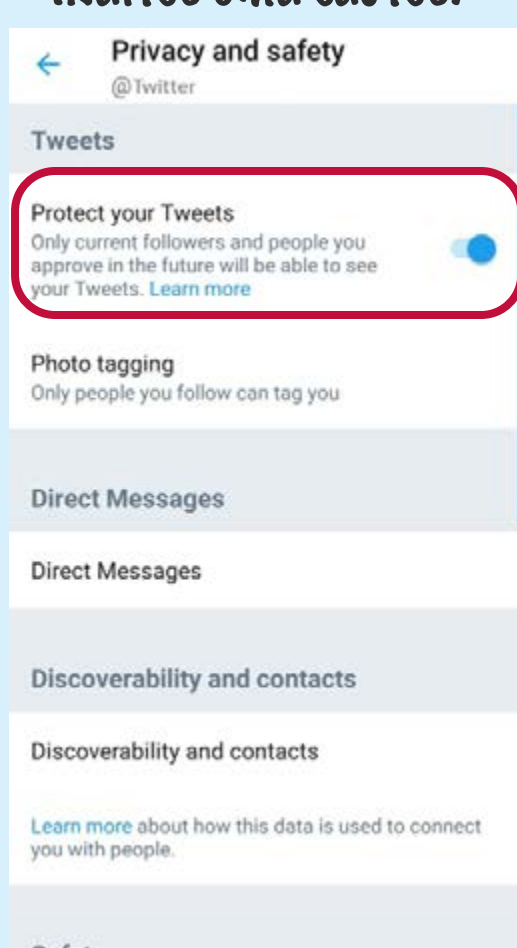 Privacy and safety
@Twitter
Tweets
Protect your Tweets
Only current followers and people you
approve in the future will be able to see
your Tweets. Learn more
Photo tagging
Only people you follow can tag you
Direct Messages
Direct Messages
Discoverability and contacts
Discoverability and contacts
Learn more about how this data is used to connect
you with people.